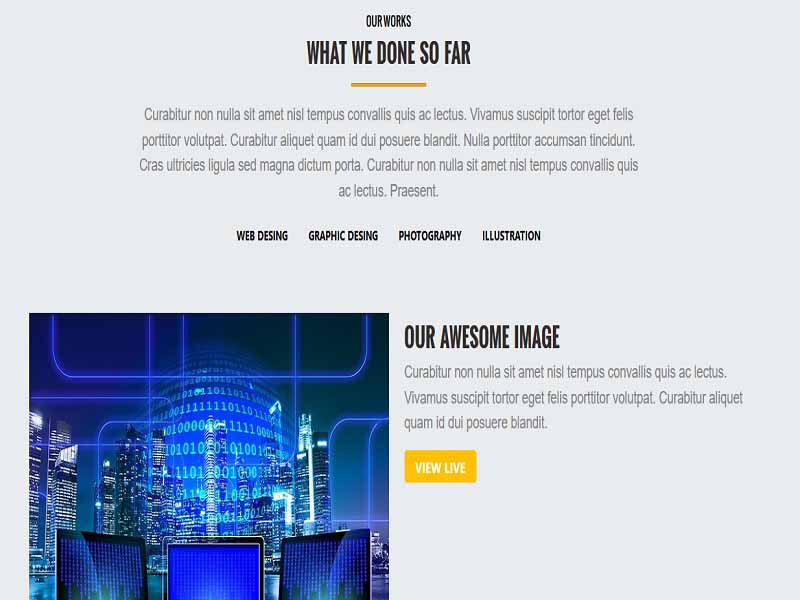 OUR WORKS
WHAT WE DONE SO FAR
Curabitur non nulla sit amet nisl tempus convallis quis ac lectus. Vivamus suscipit tortor eget felis
porttitor volutpat. Curabitur aliquet quam id dui posuere blandit. Nulla porttitor accumsan tincidunt.
Cras ultricies ligula sed magna dictum porta. Curabitur non nulla sit amet nisl tempus convallis quis
ac lectus. Praesent.
WEB DESING GRAPHIC DESING PHOTOGRAPHY ILLUSTRATION
OUR AWESOME IMAGE
Curabitur non nulla sit amet nisl tempus convallis quis ac lectus.
Vivamus suscipit tortor eget felis porttitor volutpat. Curabitur aliquet
quam id dui posuere blandit.
VIEW LIVE